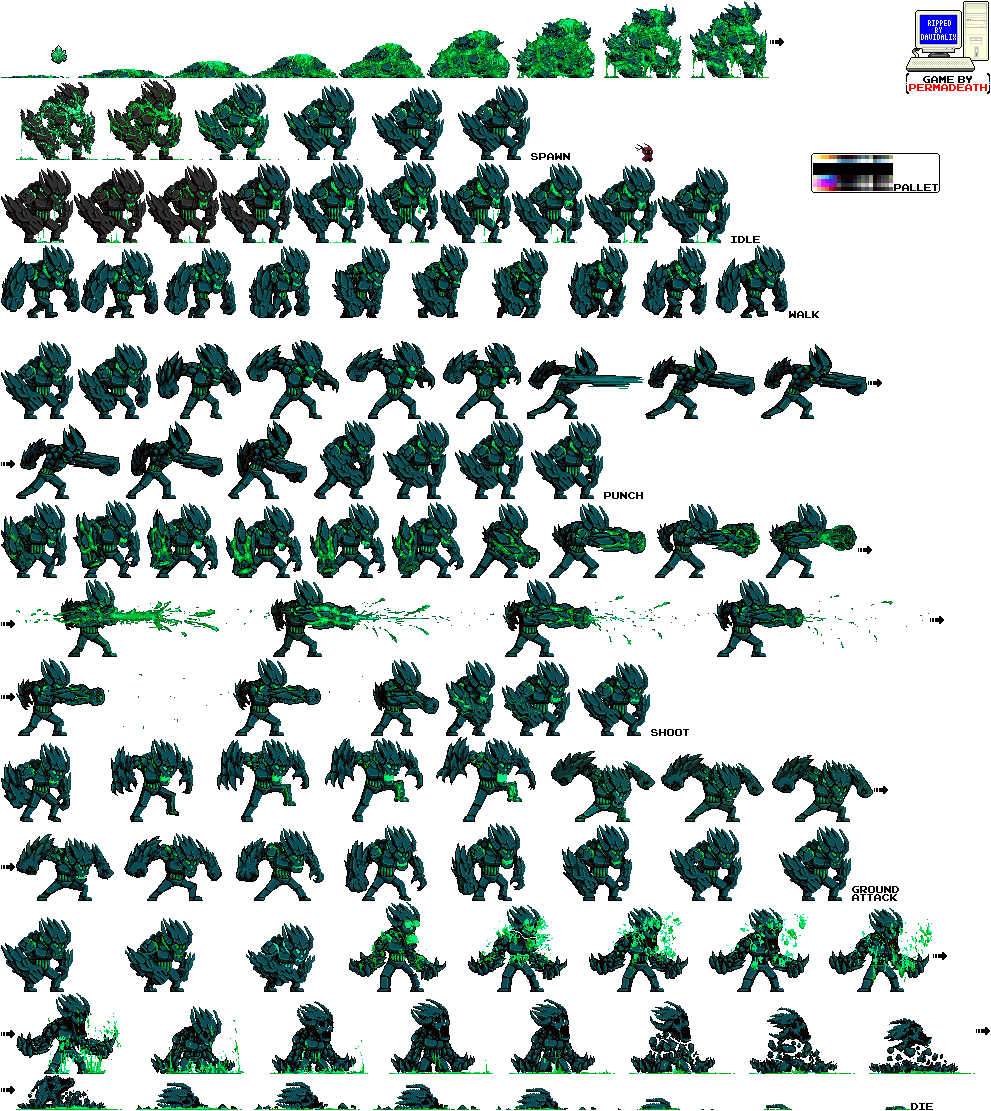 RIPPED
BY
DAVIDALIX
GAME BY
PERMADEATH
SPAWN
PALLET
IDLE
WALK
PUNCH
SHOOT
GROUND
ATTACK
DIE